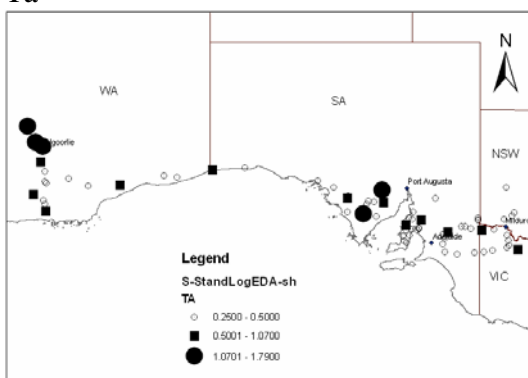 Ta
N
WA
SA
NSW
Port Augusta
Adelaide
VIC
Legend
S-StandLogEDA-sh
TA
0.2500 - 0.5000
0.5001 - 1.0700
1.0701 - 1.7900